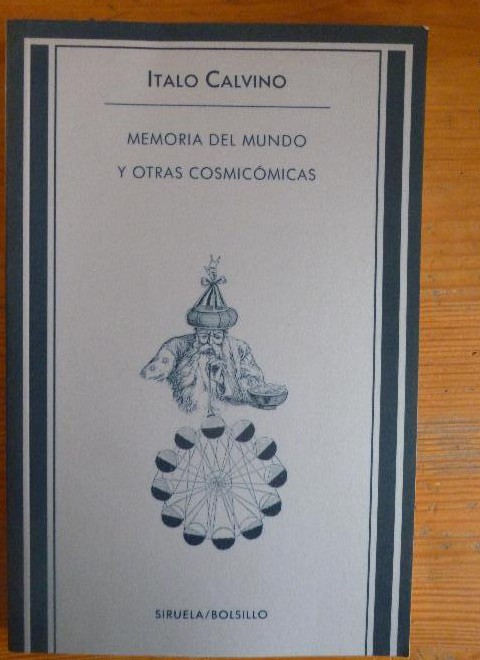 ITALO CALVINO
MEMORIA DEL MUNDO
Y OTRAS COSMICÓMICAS
SIRUELA/BOLSILLO